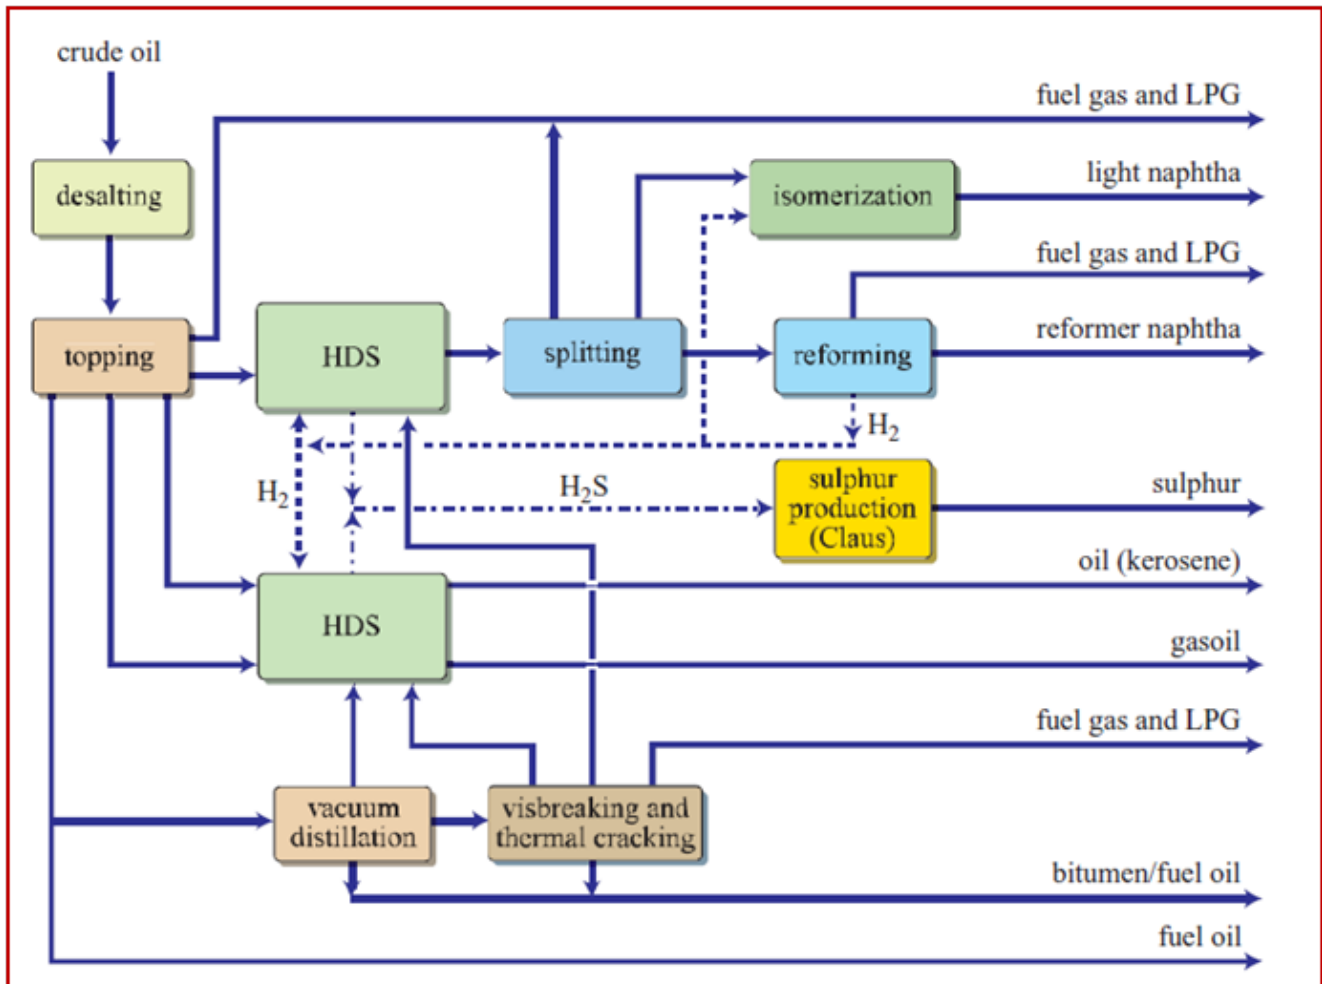 crude oil
fuel gas and LPG
desalting
isomerization
light naphtha
fuel gas and LPG
topping
HDS
splitting
reforming
reformer naphtha
H2
H2
H2S
sulphur
production
(Claus)
sulphur
oil (kerosene)
HDS
gasoil
fuel gas and LPG
vacuum
distillation
visbreaking and
thermal cracking
bitumen/fuel oil
fuel oil